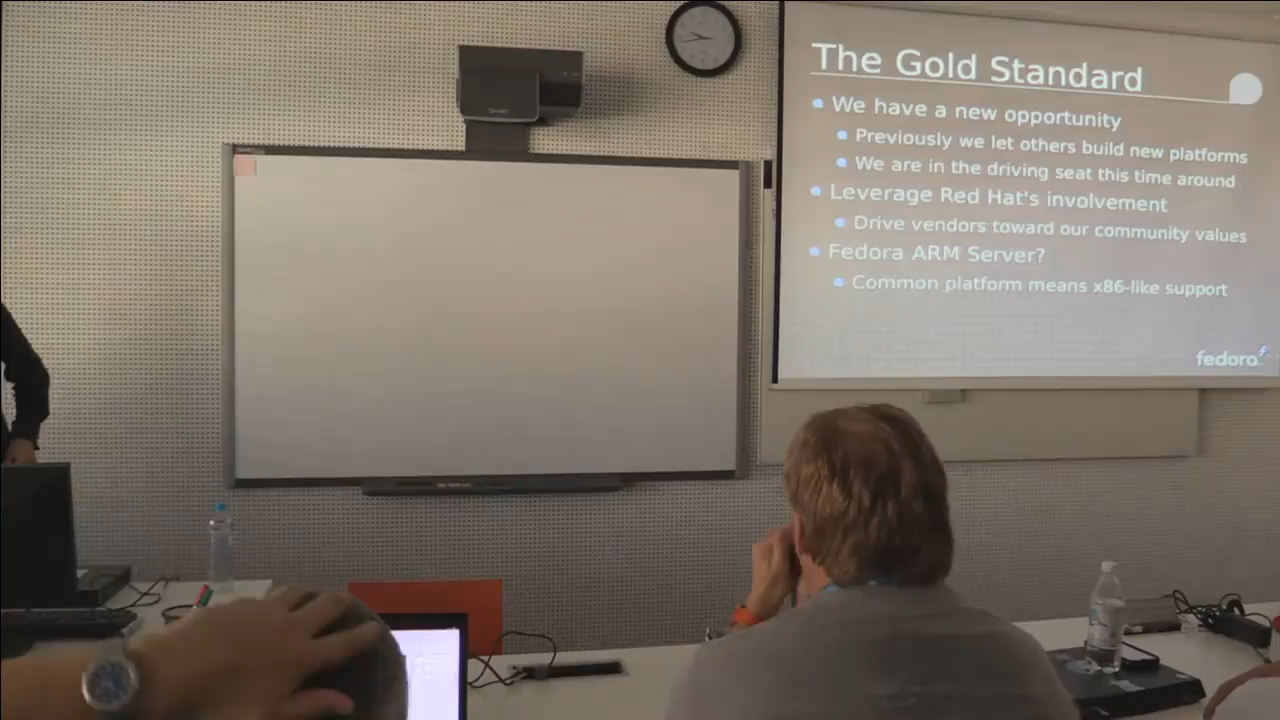 The Gold Standard
We have a new opportunity
Previously we let others build new platforms
We are in the driving seat this time around
Leverage Red Hat's involvement
Drive vendors toward our community values
Fedora ARM Server?
Common platform means x86-like support
fedora